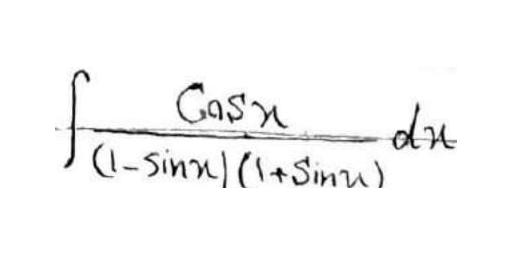 ∫ Cosx / (1-sinx)(1+Sinx) dx